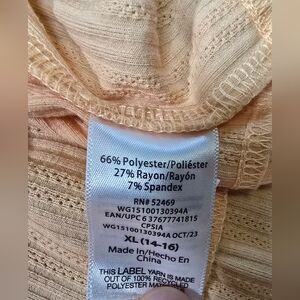 66% Polyester/Poliéster
27% Rayon/Rayón
7% Spandex
RN# 52469
WG15100130394A
EAN/UPC 6 37677741815
CPSIA
WG15100130394A OCT/23
XL (14-16)
Made In/Hecho En
China
THIS LABEL YARN IS MADE
OUT OF 100% RECYCLED
POLYESTER